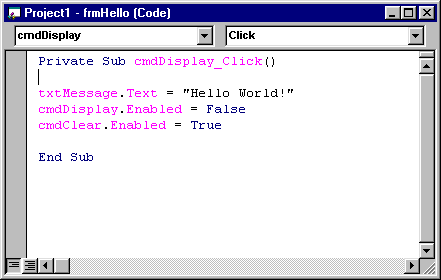 Project1 - frmHello (Code)
cmdDisplay Click
Private Sub cmdDisplay_Click()
txtMessage.Text = "Hello World!"
cmdDisplay.Enabled = False
cmdClear.Enabled = True
End Sub